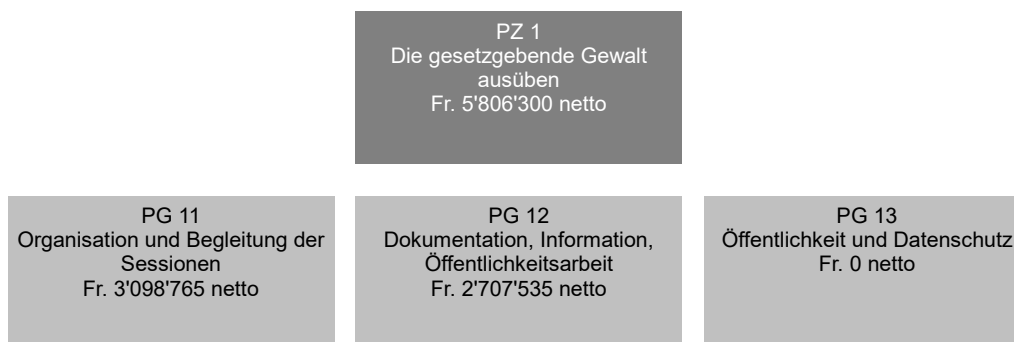 PZ 1
Die gesetzgebende Gewalt
ausüben
Fr. 5'806'300 netto
PG 11
Organisation und Begleitung der
Sessionen
Fr. 3'098'765 netto
PG 12
Dokumentation, Information,
Öffentlichkeitsarbeit
Fr. 2'707'535 netto
PG 13
Öffentlichkeit und Datenschutz
Fr. 0 netto